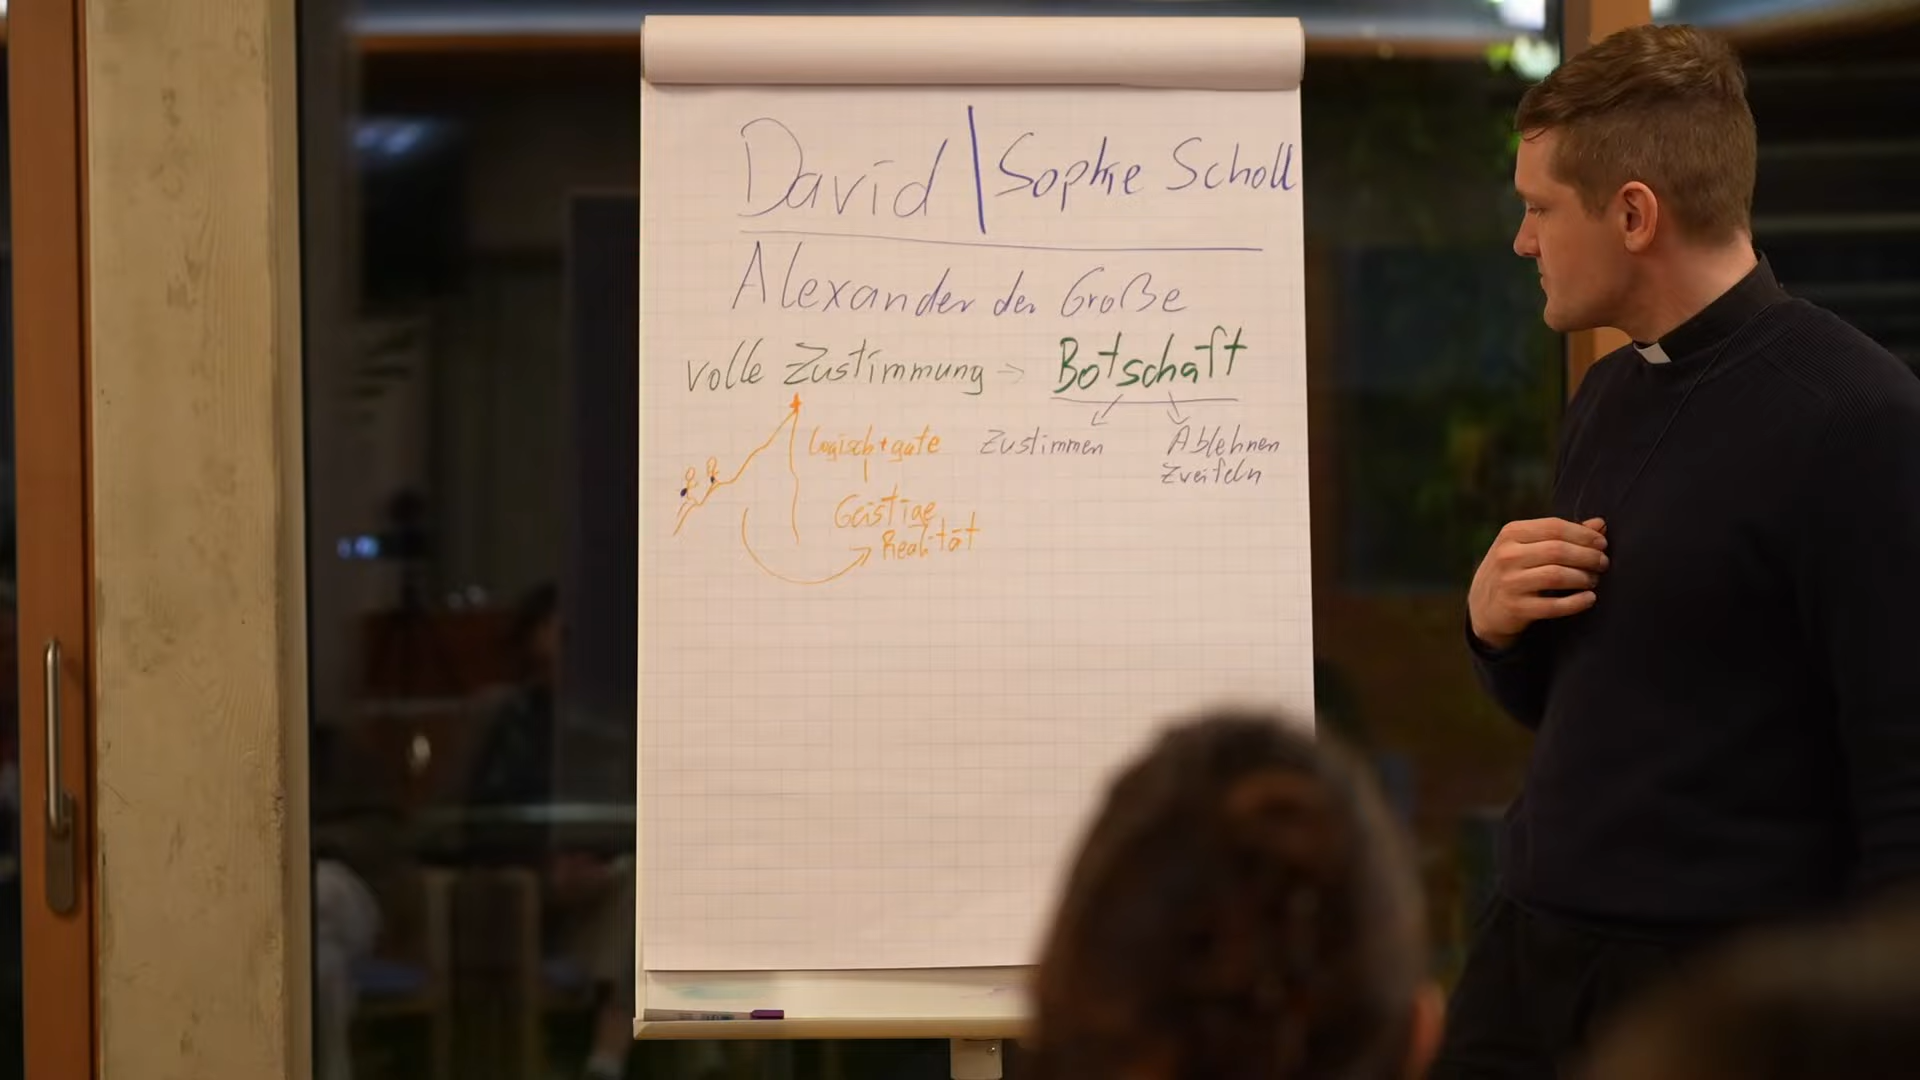 David | Sophie Scholl
Alexander der Große
volle Zustimmung → Botschaft
Logisch + gute
Zustimmen
Ablehnen
Zweifeln
Geistige
Realität